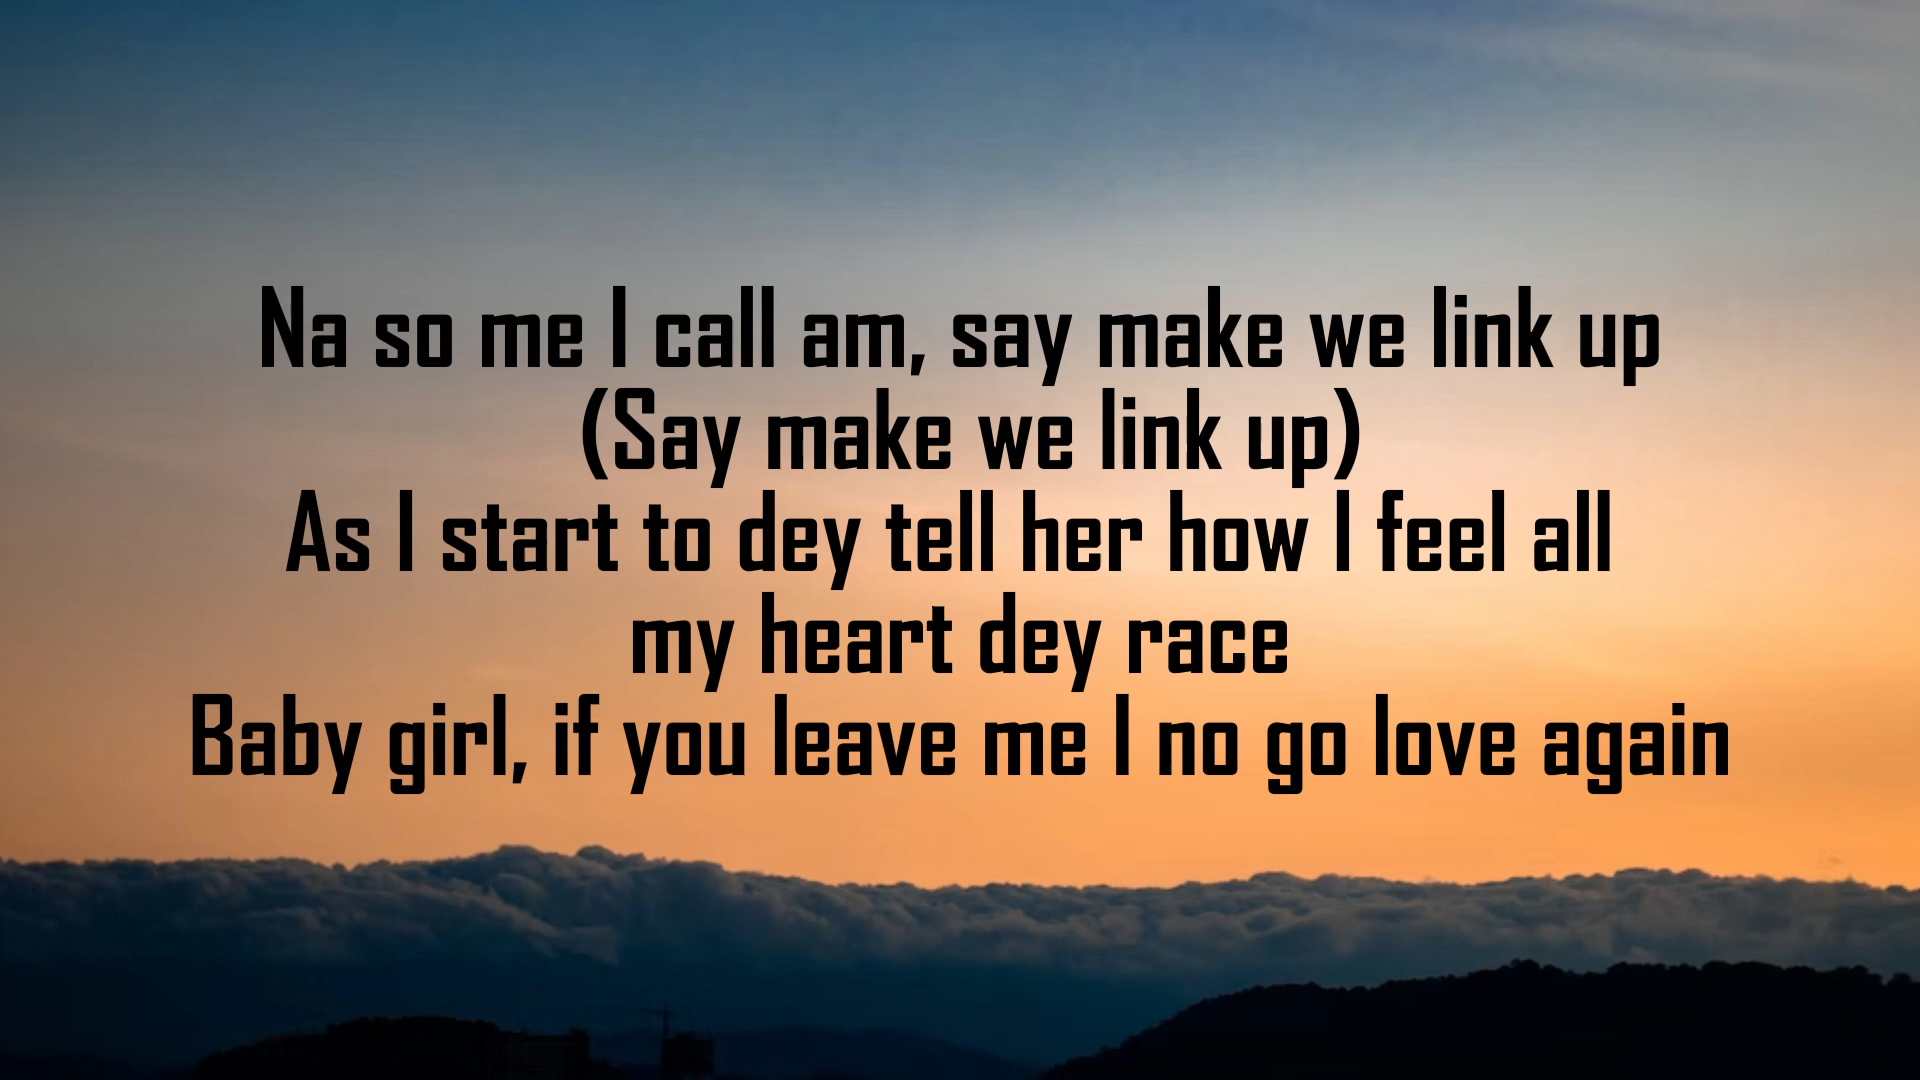 Na so me I call am, say make we link up
(Say make we link up)
As I start to dey tell her how I feel all
my heart dey race
Baby girl, if you leave me I no go love again